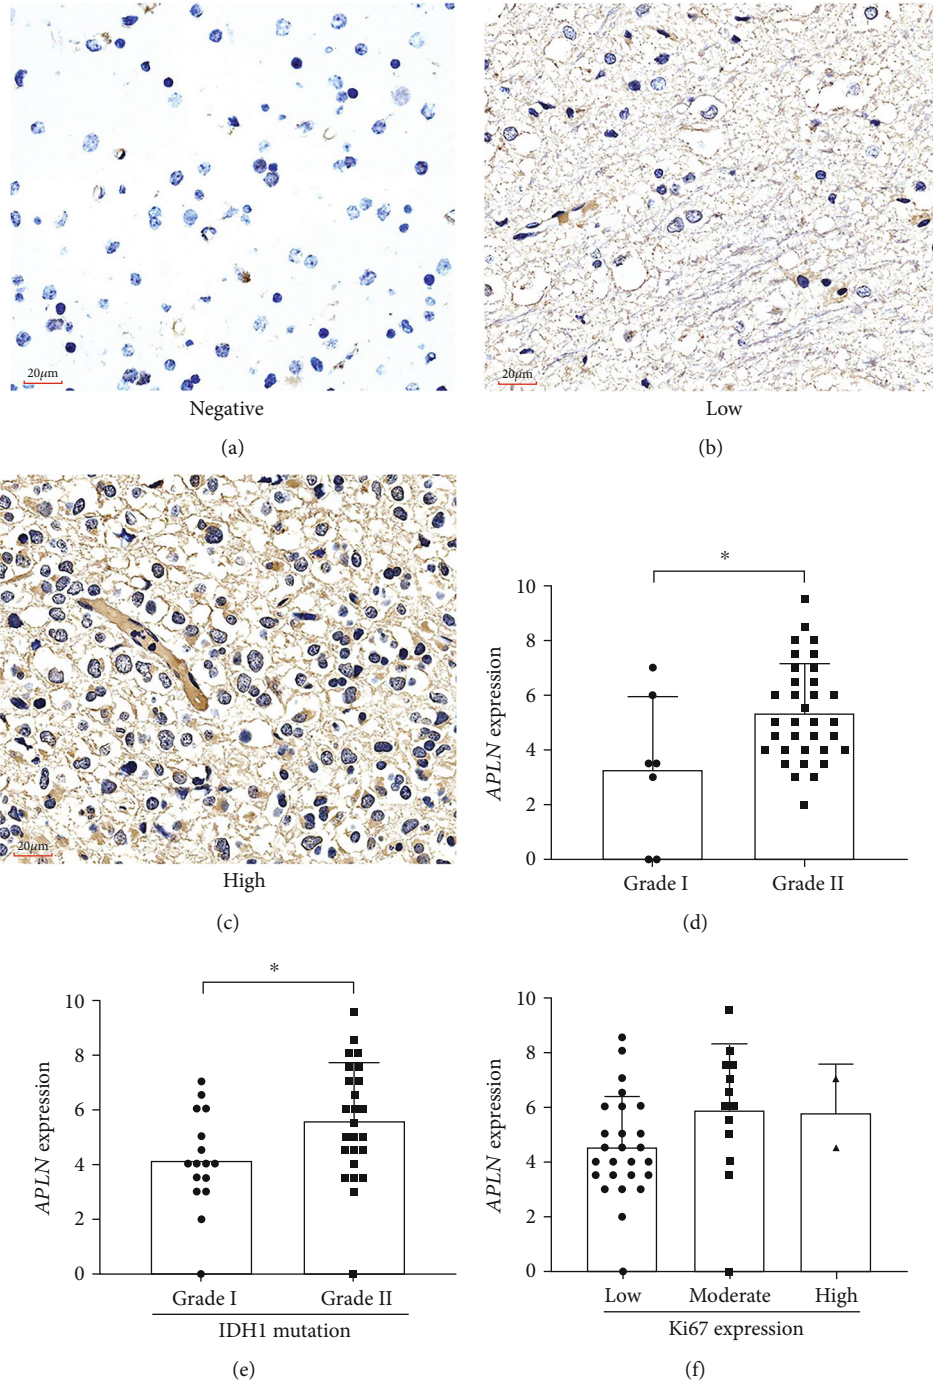 20μm
Negative
(a)
20μm
Low
(b)
20μm
High
(c)
*
10
8
6
4
2
0
APLN expression
Grade I
Grade II
(d)
*
10
8
6
4
2
0
APLN expression
Grade I
Grade II
IDH1 mutation
(e)
10
8
6
4
2
0
APLN expression
Low
Moderate
High
Ki67 expression
(f)